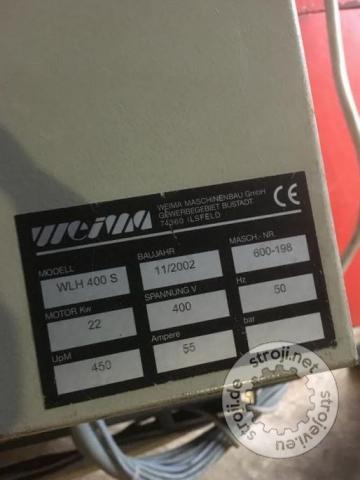 WEIMA
WEIMA MASCHINENBAU GmbH
GEWERBEGEBIET BUSTADT
74360 ILSFELD
CE
MODELL
WLH 400 S
BAUJAHR
11/2002
MASCH.-NR.
600-198
MOTOR Kw
22
SPANNUNG V
400
Hz
50
UpM
450
Ampere
55
bar
stroji.de
stroji.net
strojevi.eu